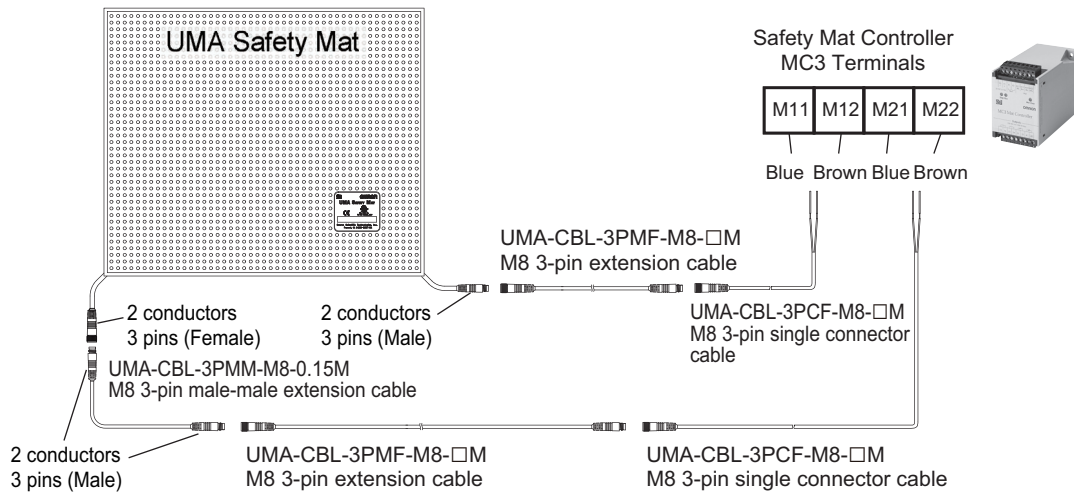 UMA Safety Mat
UMA Safety Mat
Safety Mat Controller
MC3 Terminals
M11 M12 M21 M22
Blue Brown Blue Brown
UMA-CBL-3PMF-M8-□M
M8 3-pin extension cable
2 conductors
3 pins (Female)
2 conductors
3 pins (Male)
UMA-CBL-3PCF-M8-□M
M8 3-pin single connector
cable
UMA-CBL-3PMM-M8-0.15M
M8 3-pin male-male extension cable
2 conductors
3 pins (Male)
UMA-CBL-3PMF-M8-□M
M8 3-pin extension cable
UMA-CBL-3PCF-M8-□M
M8 3-pin single connector cable